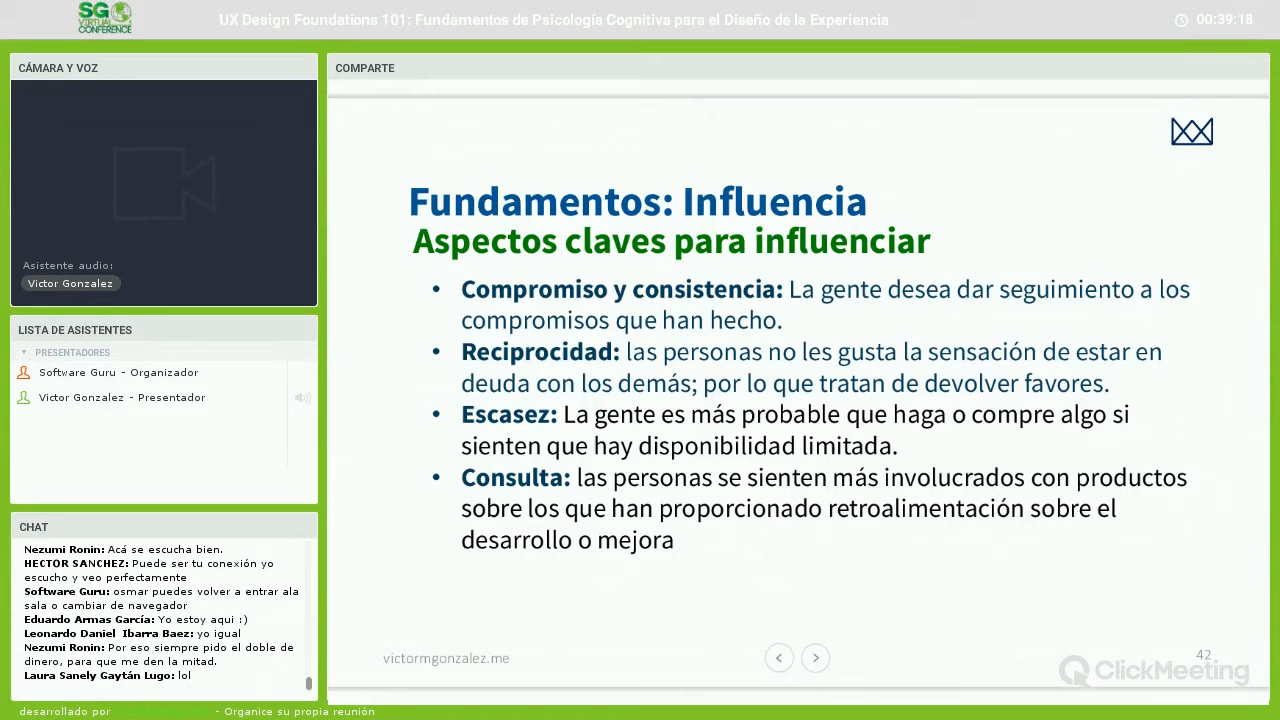 SG
VIRTUAL
CONFERENCE
UX Design Foundations 101: Fundamentos de Psicología Cognitiva para el Diseño de la Experiencia
00:39:18
CÁMARA Y VOZ
Asistente audio:
Victor Gonzalez
LISTA DE ASISTENTES
PRESENTADORES
Software Guru - Organizador
Victor Gonzalez - Presentador
CHAT
Nezumi Ronin: Acá se escucha bien.
HECTOR SANCHEZ: Puede ser tu conexión yo
escucho y veo perfectamente
Software Guru: osmar puedes volver a entrar ala
sala o cambiar de navegador
Eduardo Armas García: Yo estoy aqui :)
Leonardo Daniel Ibarra Baez: yo igual
Nezumi Ronin: Por eso siempre pido el doble de
dinero, para que me den la mitad.
Laura Sanely Gaytán Lugo: lol
desarrollado por - Organice su propia reunión
COMPARTE
Fundamentos: Influencia
Aspectos claves para influenciar
• Compromiso y consistencia: La gente desea dar seguimiento a los
compromisos que han hecho.
• Reciprocidad: las personas no les gusta la sensación de estar en
deuda con los demás; por lo que tratan de devolver favores.
• Escasez: La gente es más probable que haga o compre algo si
sienten que hay disponibilidad limitada.
• Consulta: las personas se sienten más involucrados con productos
sobre los que han proporcionado retroalimentación sobre el
desarrollo o mejora
victormgonzalez.me
42
ClickMeeting